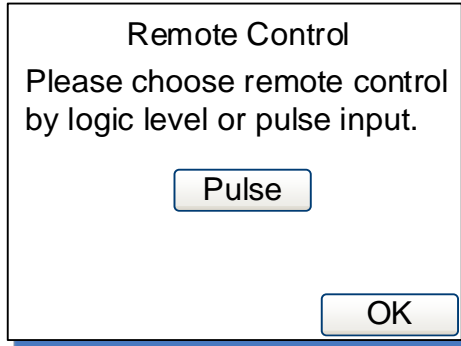 Remote Control
Please choose remote control
by logic level or pulse input.
Pulse
OK